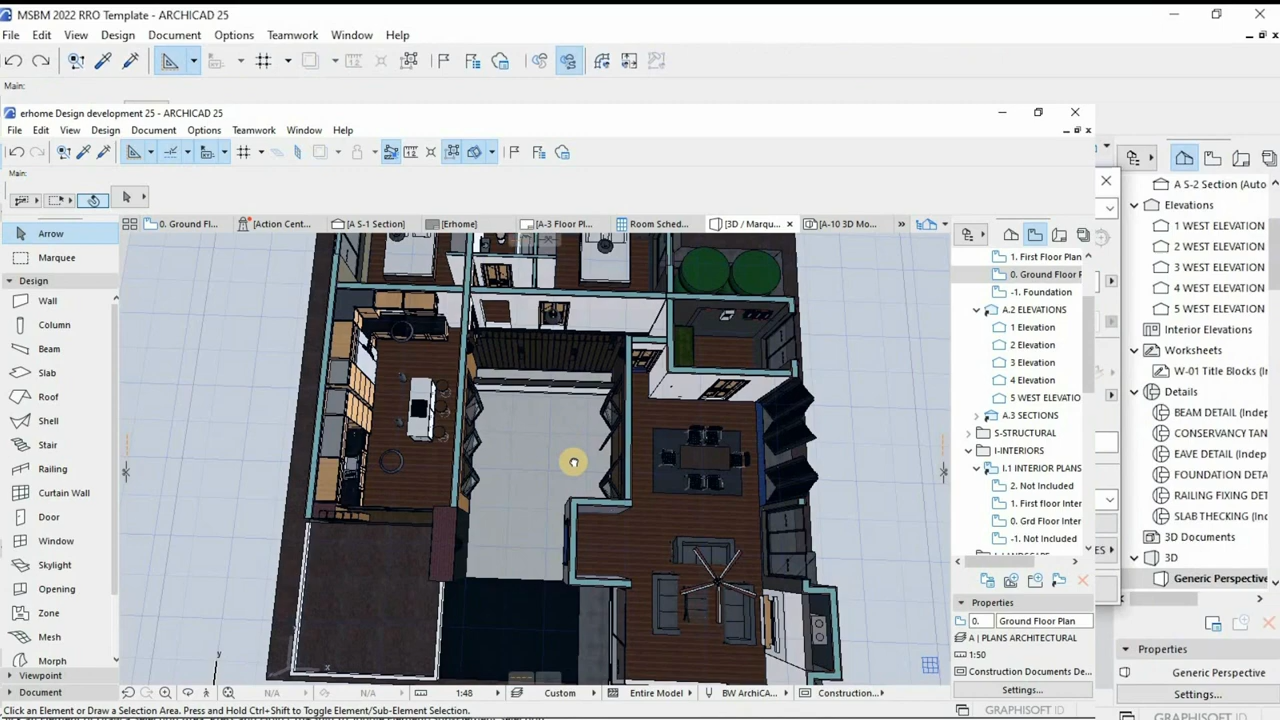 MSBM 2022 RRO Template - ARCHICAD 25
File Edit View Design Document Options Teamwork Window Help
Main:
erhome Design development 25 - ARCHICAD 25
File Edit View Design Document Options Teamwork Window Help
Main:
0. Ground Fl... [Action Cent... [A S-1 Section] [Erhome] [A-3 Floor Pl... Room Sched... [3D / Marqu... [A-10 3D Mo...
Arrow
Marquee
Design
Wall
Column
Beam
Slab
Roof
Shell
Stair
Railing
Curtain Wall
Door
Window
Skylight
Opening
Zone
Mesh
Morph
Viewpoint
Document
y
x
N/A N/A 1:48 Custom Entire Model BW ArchiCA... Construction...
Click an Element or Draw a Selection Area. Press and Hold Ctrl+Shift to Toggle Element/Sub-Element Selection.
1. First Floor Plan
0. Ground Floor P
-1. Foundation
A.2 ELEVATIONS
1 Elevation
2 Elevation
3 Elevation
4 Elevation
5 WEST ELEVATIO
A.3 SECTIONS
S-STRUCTURAL
I-INTERIORS
I.1 INTERIOR PLANS
2. Not Included
1. First floor Inter
0. Grd Floor Inter
-1. Not Included
Properties
0. Ground Floor Plan
A | PLANS ARCHITECTURAL
1:50
Construction Documents De...
Settings...
GRAPHISOFT ID
A S-2 Section (Auto
Elevations
1 WEST ELEVATION
2 WEST ELEVATION
3 WEST ELEVATION
4 WEST ELEVATION
5 WEST ELEVATION
Interior Elevations
Worksheets
W-01 Title Blocks (I
Details
BEAM DETAIL (Indep
CONSERVANCY TAN
EAVE DETAIL (Indep
FOUNDATION DETA
RAILING FIXING DET
SLAB THECKING (In
3D Documents
3D
Generic Perspective
Properties
Generic Perspective
Settings...
GRAPHISOFT ID